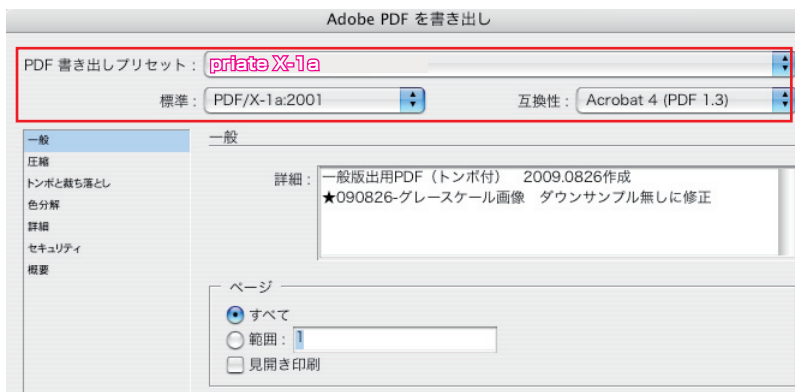 Adobe PDF を書き出し
PDF 書き出しプリセット : priate X-1a
標準 : PDF/X-1a:2001 互換性 : Acrobat 4 (PDF 1.3)
一般 一般
圧縮
トンボと裁ち落とし
色分解
詳細
セキュリティ
概要
詳細 : 一般版出用PDF（トンボ付） 2009.0826作成
★090826-グレースケール画像 ダウンサンプル無しに修正
ページ
すべて
範囲 : 1
見開き印刷